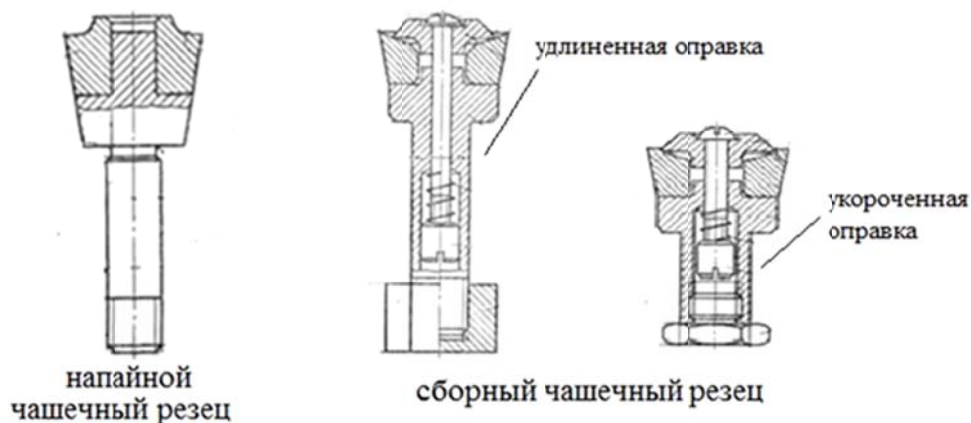 удлиненная оправка
укороченная
оправка
напайной
чашечный резец
сборный чашечный резец